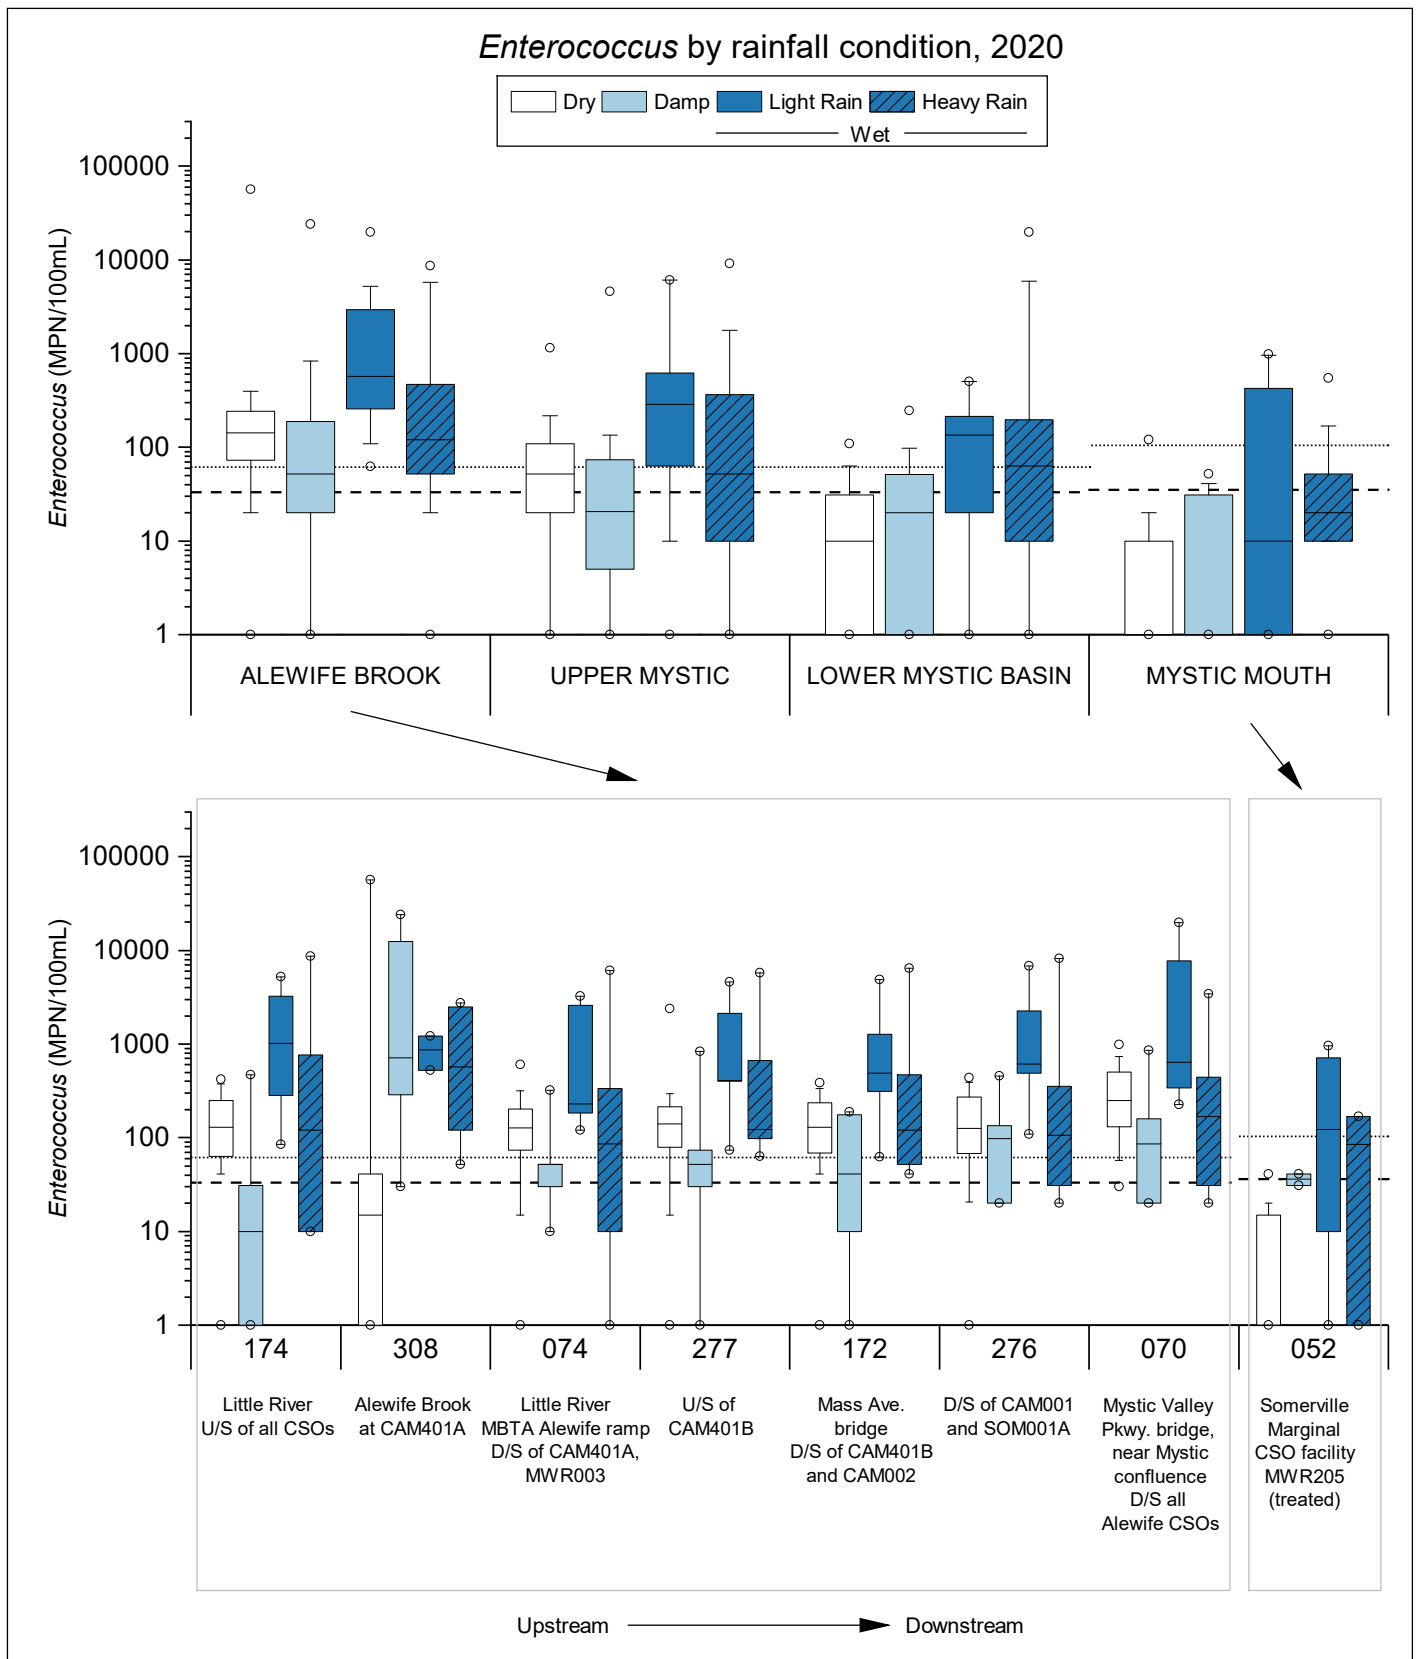 Enterococcus by rainfall condition, 2020
Dry Damp Light Rain Heavy Rain
Wet
Enterococcus (MPN/100mL)
100000
10000
1000
100
10
1
ALEWIFE BROOK UPPER MYSTIC LOWER MYSTIC BASIN MYSTIC MOUTH
Enterococcus (MPN/100mL)
100000
10000
1000
100
10
1
174 308 074 277 172 276 070 052
Little River
U/S of all CSOs
Alewife Brook
at CAM401A
Little River
MBTA Alewife ramp
D/S of CAM401A,
MWR003
U/S of
CAM401B
Mass Ave.
bridge
D/S of CAM401B
and CAM002
D/S of CAM001
and SOM001A
Mystic Valley
Pkwy. bridge,
near Mystic
confluence
D/S all
Alewife CSOs
Somerville
Marginal
CSO facility
MWR205
(treated)
Upstream Downstream